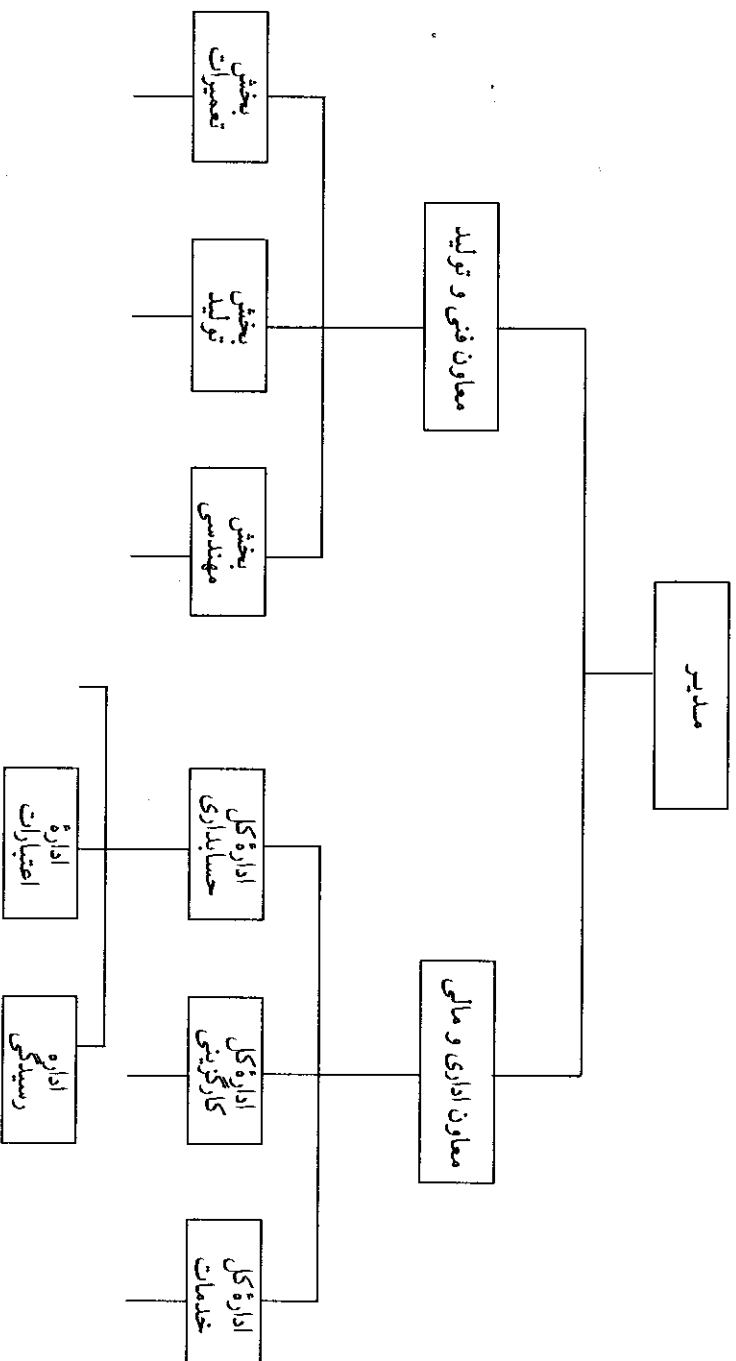 مدیر
معاون اداری و مالی
معاون فنی و تولید
ادارهٔ کل
خدمات
ادارهٔ کل
کارگزینی
ادارهٔ کل
حسابداری
بخش
مهندسی
بخش
تولید
بخش
تعمیرات
اداره
رسیدگی
ادارهٔ
اعتبارات